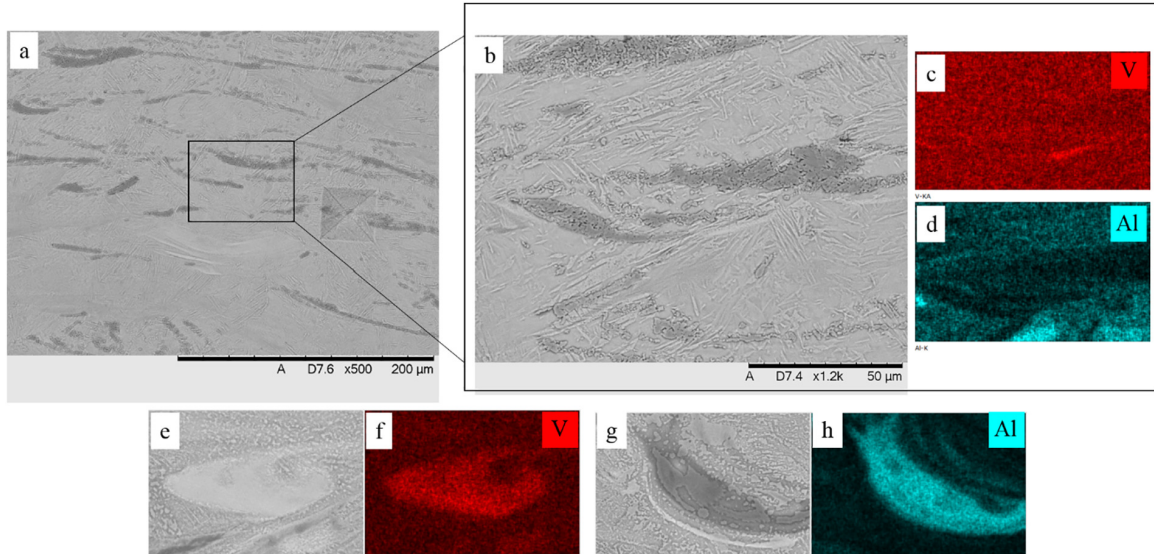 a
A D7.6 x500 200 μm
b
A D7.4 x1.2k 50 μm
c V
V-KA
d Al
Al-K
e
f V
g
h Al